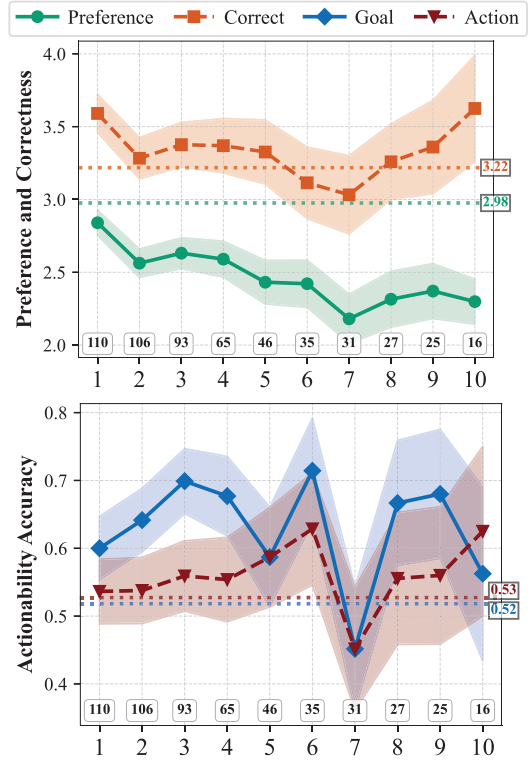 Preference Correct Goal Action
Preference and Correctness
4.0
3.5
3.0
2.5
2.0
3.22
2.98
110 106 93 65 46 35 31 27 25 16
1 2 3 4 5 6 7 8 9 10
Actionability Accuracy
0.8
0.7
0.6
0.5
0.4
0.53
0.52
110 106 93 65 46 35 31 27 25 16
1 2 3 4 5 6 7 8 9 10